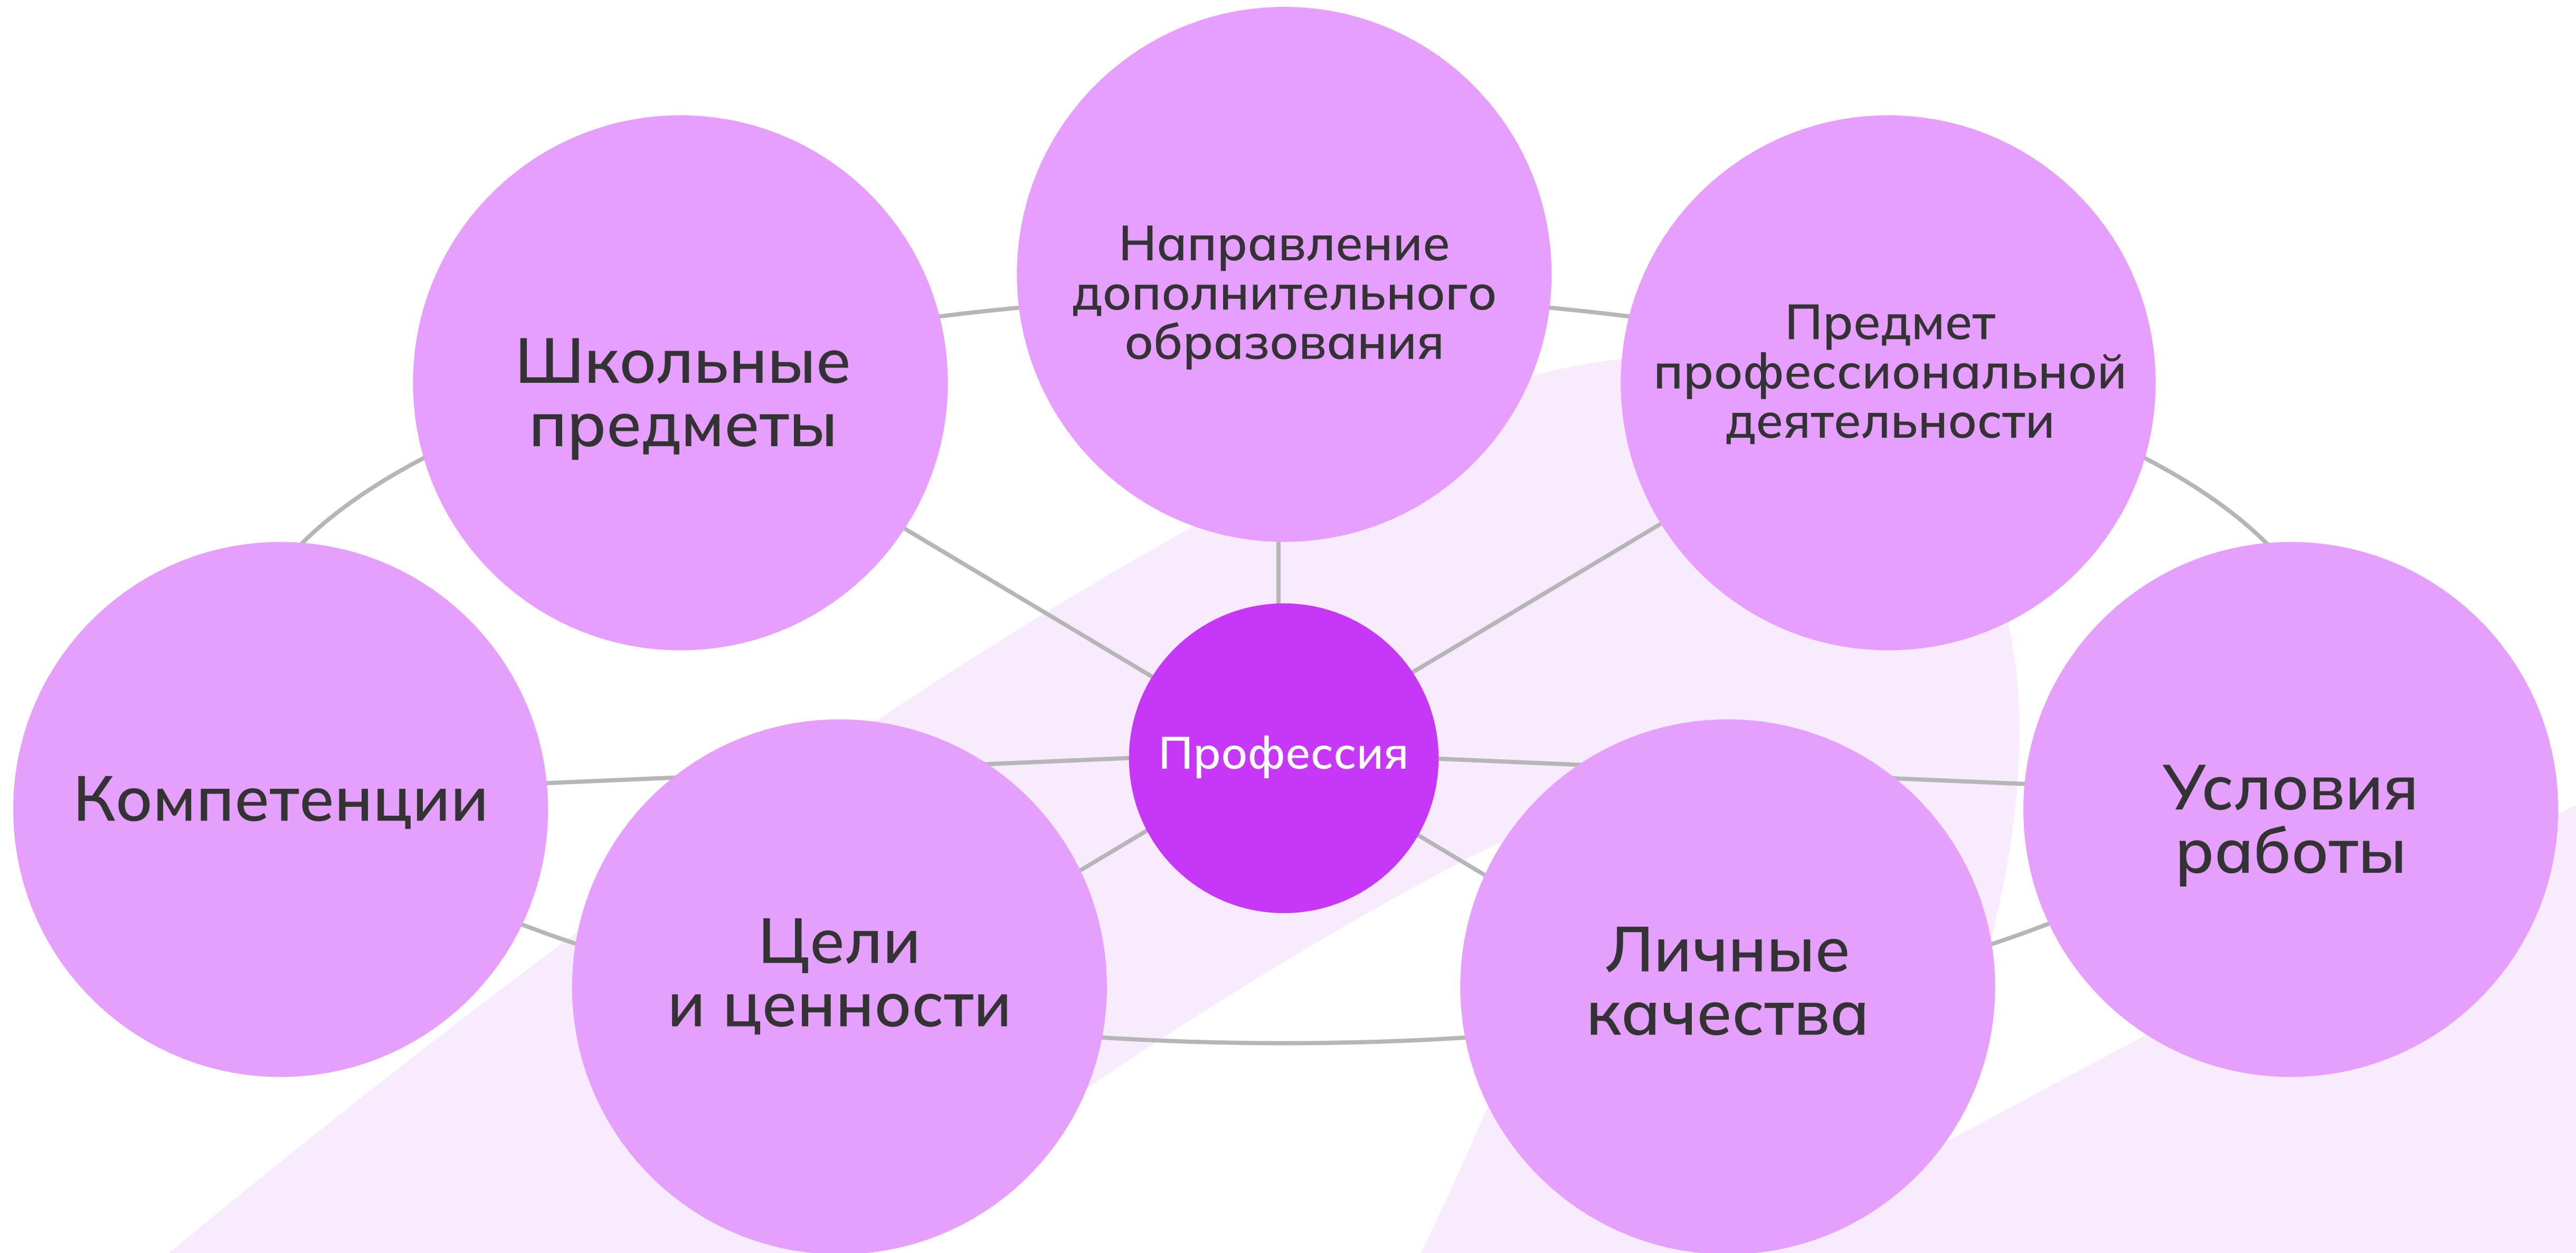 Направление
дополнительного
образования
Школьные
предметы
Предмет
профессиональной
деятельности
Компетенции
Профессия
Условия
работы
Цели
и ценности
Личные
качества